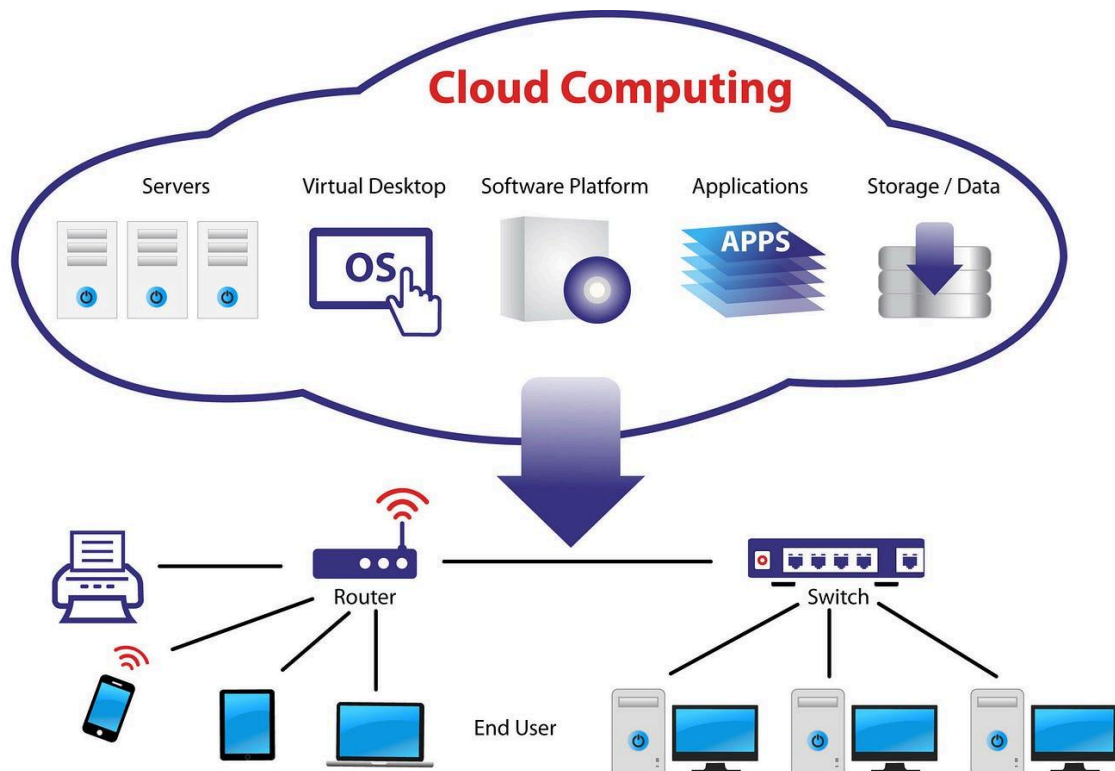 Cloud Computing
Servers
Virtual Desktop
Software Platform
Applications
Storage / Data
OS
APPS
Router
Switch
End User